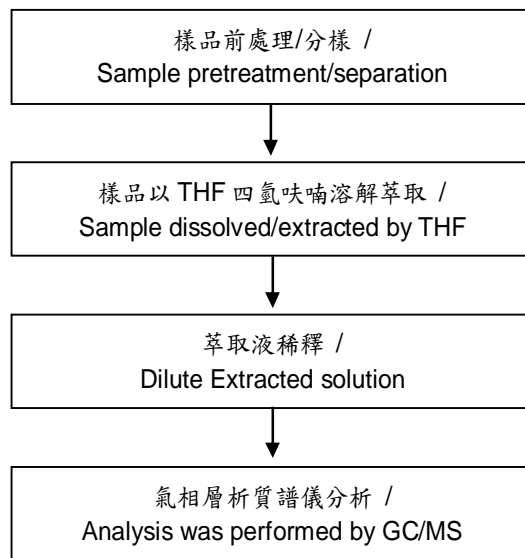 樣品前處理/分樣 /
Sample pretreatment/separation
樣品以 THF 四氫呋喃溶解萃取 /
Sample dissolved/extracted by THF
萃取液稀釋 /
Dilute Extracted solution
氣相層析質譜儀分析 /
Analysis was performed by GC/MS